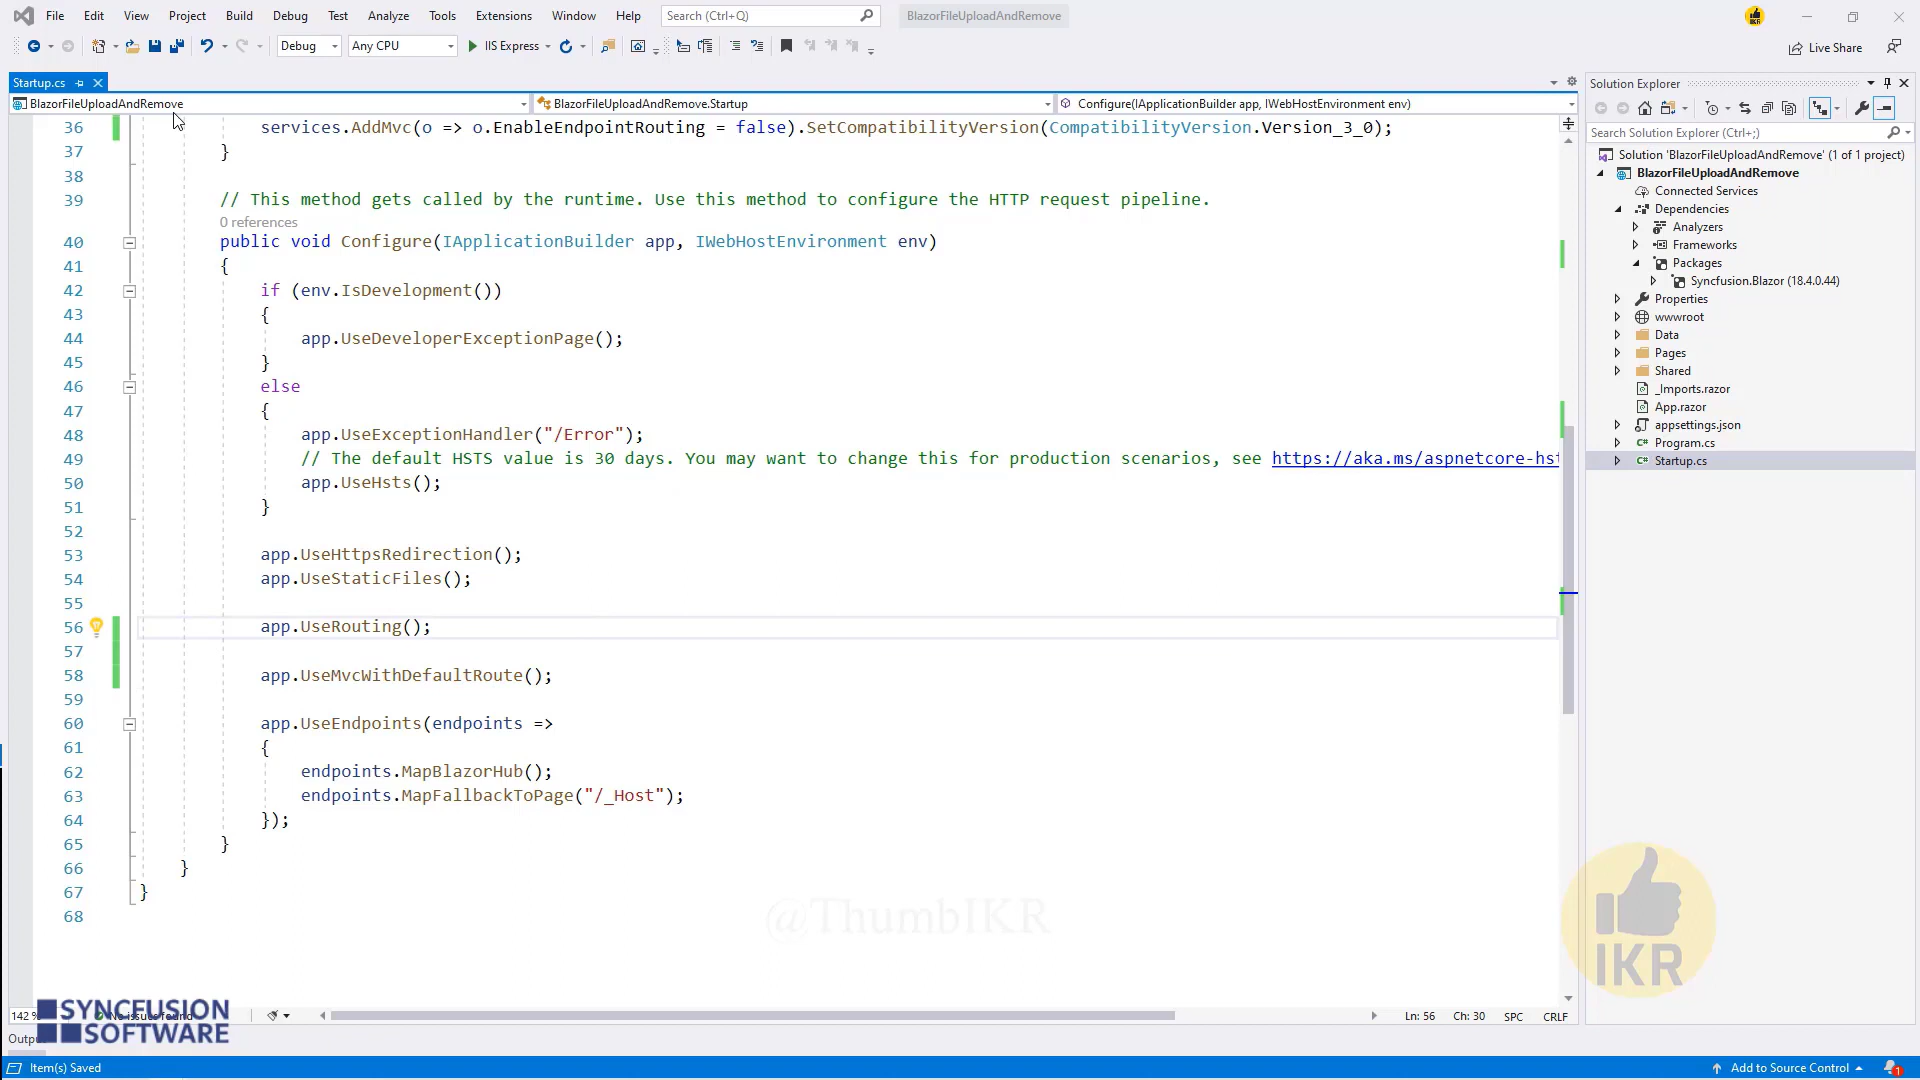 File Edit View Project Build Debug Test Analyze Tools Extensions Window Help Search (Ctrl+Q) BlazorFileUploadAndRemove
Debug Any CPU IIS Express Live Share
Startup.cs
BlazorFileUploadAndRemove BlazorFileUploadAndRemove.Startup Configure(IApplicationBuilder app, IWebHostEnvironment env)
36 services.AddMvc(o => o.EnableEndpointRouting = false).SetCompatibilityVersion(CompatibilityVersion.Version_3_0);
37 }
38
39 // This method gets called by the runtime. Use this method to configure the HTTP request pipeline.
0 references
40 public void Configure(IApplicationBuilder app, IWebHostEnvironment env)
41 {
42 if (env.IsDevelopment())
43 {
44 app.UseDeveloperExceptionPage();
45 }
46 else
47 {
48 app.UseExceptionHandler("/Error");
49 // The default HSTS value is 30 days. You may want to change this for production scenarios, see https://aka.ms/aspnetcore-hst
50 app.UseHsts();
51 }
52
53 app.UseHttpsRedirection();
54 app.UseStaticFiles();
55
56 app.UseRouting();
57
58 app.UseMvcWithDefaultRoute();
59
60 app.UseEndpoints(endpoints =>
61 {
62 endpoints.MapBlazorHub();
63 endpoints.MapFallbackToPage("/_Host");
64 });
65 }
66 }
67 }
68
@ThumbIKR
Solution Explorer
Search Solution Explorer (Ctrl+;)
Solution 'BlazorFileUploadAndRemove' (1 of 1 project)
BlazorFileUploadAndRemove
Connected Services
Dependencies
Analyzers
Frameworks
Packages
Syncfusion.Blazor (18.4.0.44)
Properties
wwwroot
Data
Pages
Shared
_Imports.razor
App.razor
appsettings.json
Program.cs
Startup.cs
IKR
SYNCFUSION
SOFTWARE
142 % No issues found Ln: 56 Ch: 30 SPC CRLF
Outpu
Item(s) Saved Add to Source Control 1